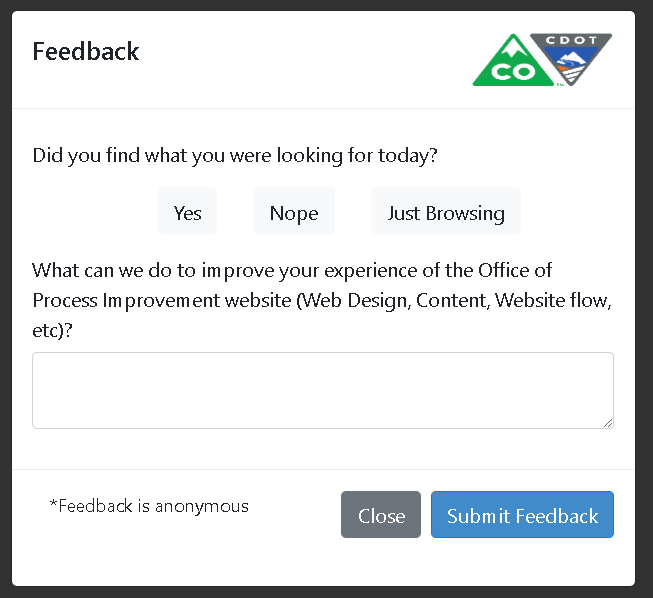 Feedback
CO
CDOT
Did you find what you were looking for today?
Yes
Nope
Just Browsing
What can we do to improve your experience of the Office of
Process Improvement website (Web Design, Content, Website flow,
etc)?
*Feedback is anonymous
Close
Submit Feedback